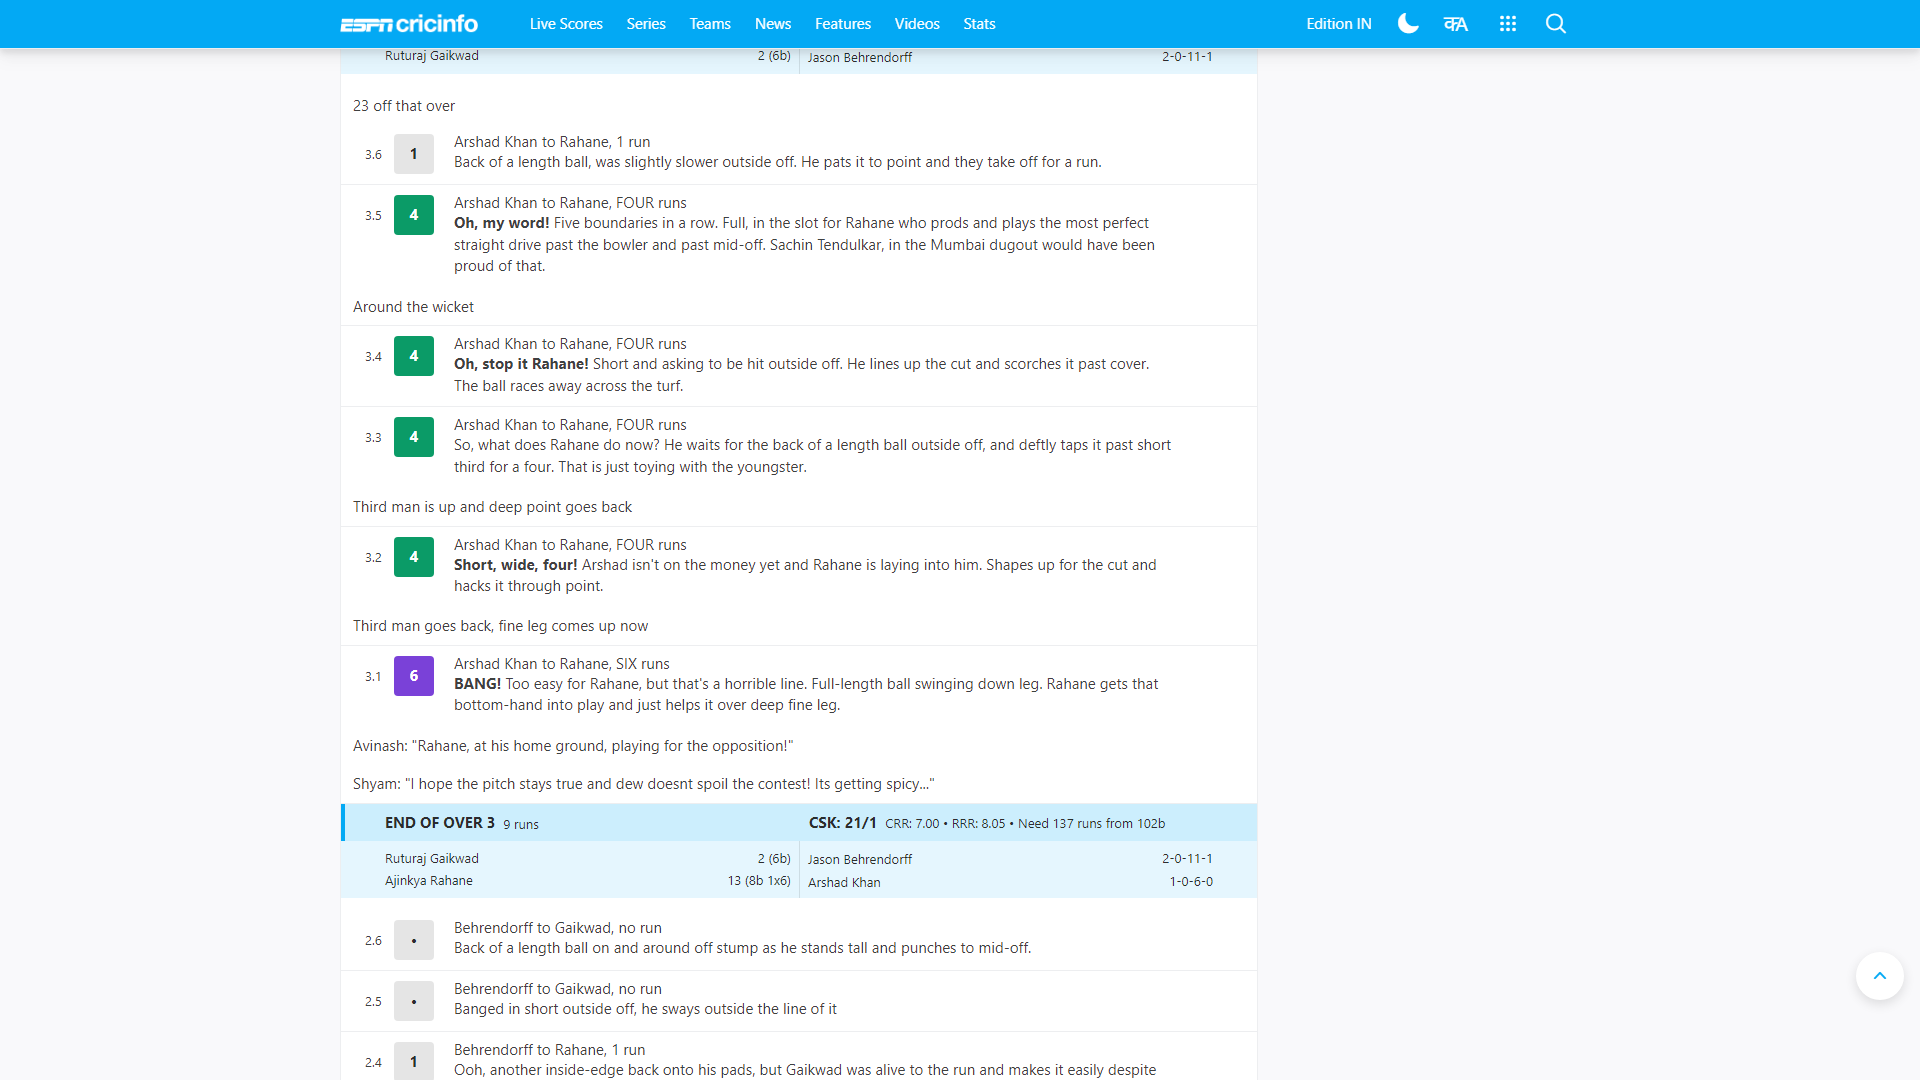 ESPN cricinfo Live Scores Series Teams News Features Videos Stats Edition IN क A
Ruturaj Gaikwad 2 (6b) Jason Behrendorff 2-0-11-1
23 off that over
3.6 1 Arshad Khan to Rahane, 1 run
Back of a length ball, was slightly slower outside off. He pats it to point and they take off for a run.
3.5 4 Arshad Khan to Rahane, FOUR runs
Oh, my word! Five boundaries in a row. Full, in the slot for Rahane who prods and plays the most perfect
straight drive past the bowler and past mid-off. Sachin Tendulkar, in the Mumbai dugout would have been
proud of that.
Around the wicket
3.4 4 Arshad Khan to Rahane, FOUR runs
Oh, stop it Rahane! Short and asking to be hit outside off. He lines up the cut and scorches it past cover.
The ball races away across the turf.
3.3 4 Arshad Khan to Rahane, FOUR runs
So, what does Rahane do now? He waits for the back of a length ball outside off, and deftly taps it past short
third for a four. That is just toying with the youngster.
Third man is up and deep point goes back
3.2 4 Arshad Khan to Rahane, FOUR runs
Short, wide, four! Arshad isn't on the money yet and Rahane is laying into him. Shapes up for the cut and
hacks it through point.
Third man goes back, fine leg comes up now
3.1 6 Arshad Khan to Rahane, SIX runs
BANG! Too easy for Rahane, but that's a horrible line. Full-length ball swinging down leg. Rahane gets that
bottom-hand into play and just helps it over deep fine leg.
Avinash: "Rahane, at his home ground, playing for the opposition!"
Shyam: "I hope the pitch stays true and dew doesnt spoil the contest! Its getting spicy..."
END OF OVER 3 9 runs CSK: 21/1 CRR: 7.00 • RRR: 8.05 • Need 137 runs from 102b
Ruturaj Gaikwad 2 (6b) Jason Behrendorff 2-0-11-1
Ajinkya Rahane 13 (8b 1x6) Arshad Khan 1-0-6-0
2.6 • Behrendorff to Gaikwad, no run
Back of a length ball on and around off stump as he stands tall and punches to mid-off.
2.5 • Behrendorff to Gaikwad, no run
Banged in short outside off, he sways outside the line of it
2.4 1 Behrendorff to Rahane, 1 run
Ooh, another inside-edge back onto his pads, but Gaikwad was alive to the run and makes it easily despite